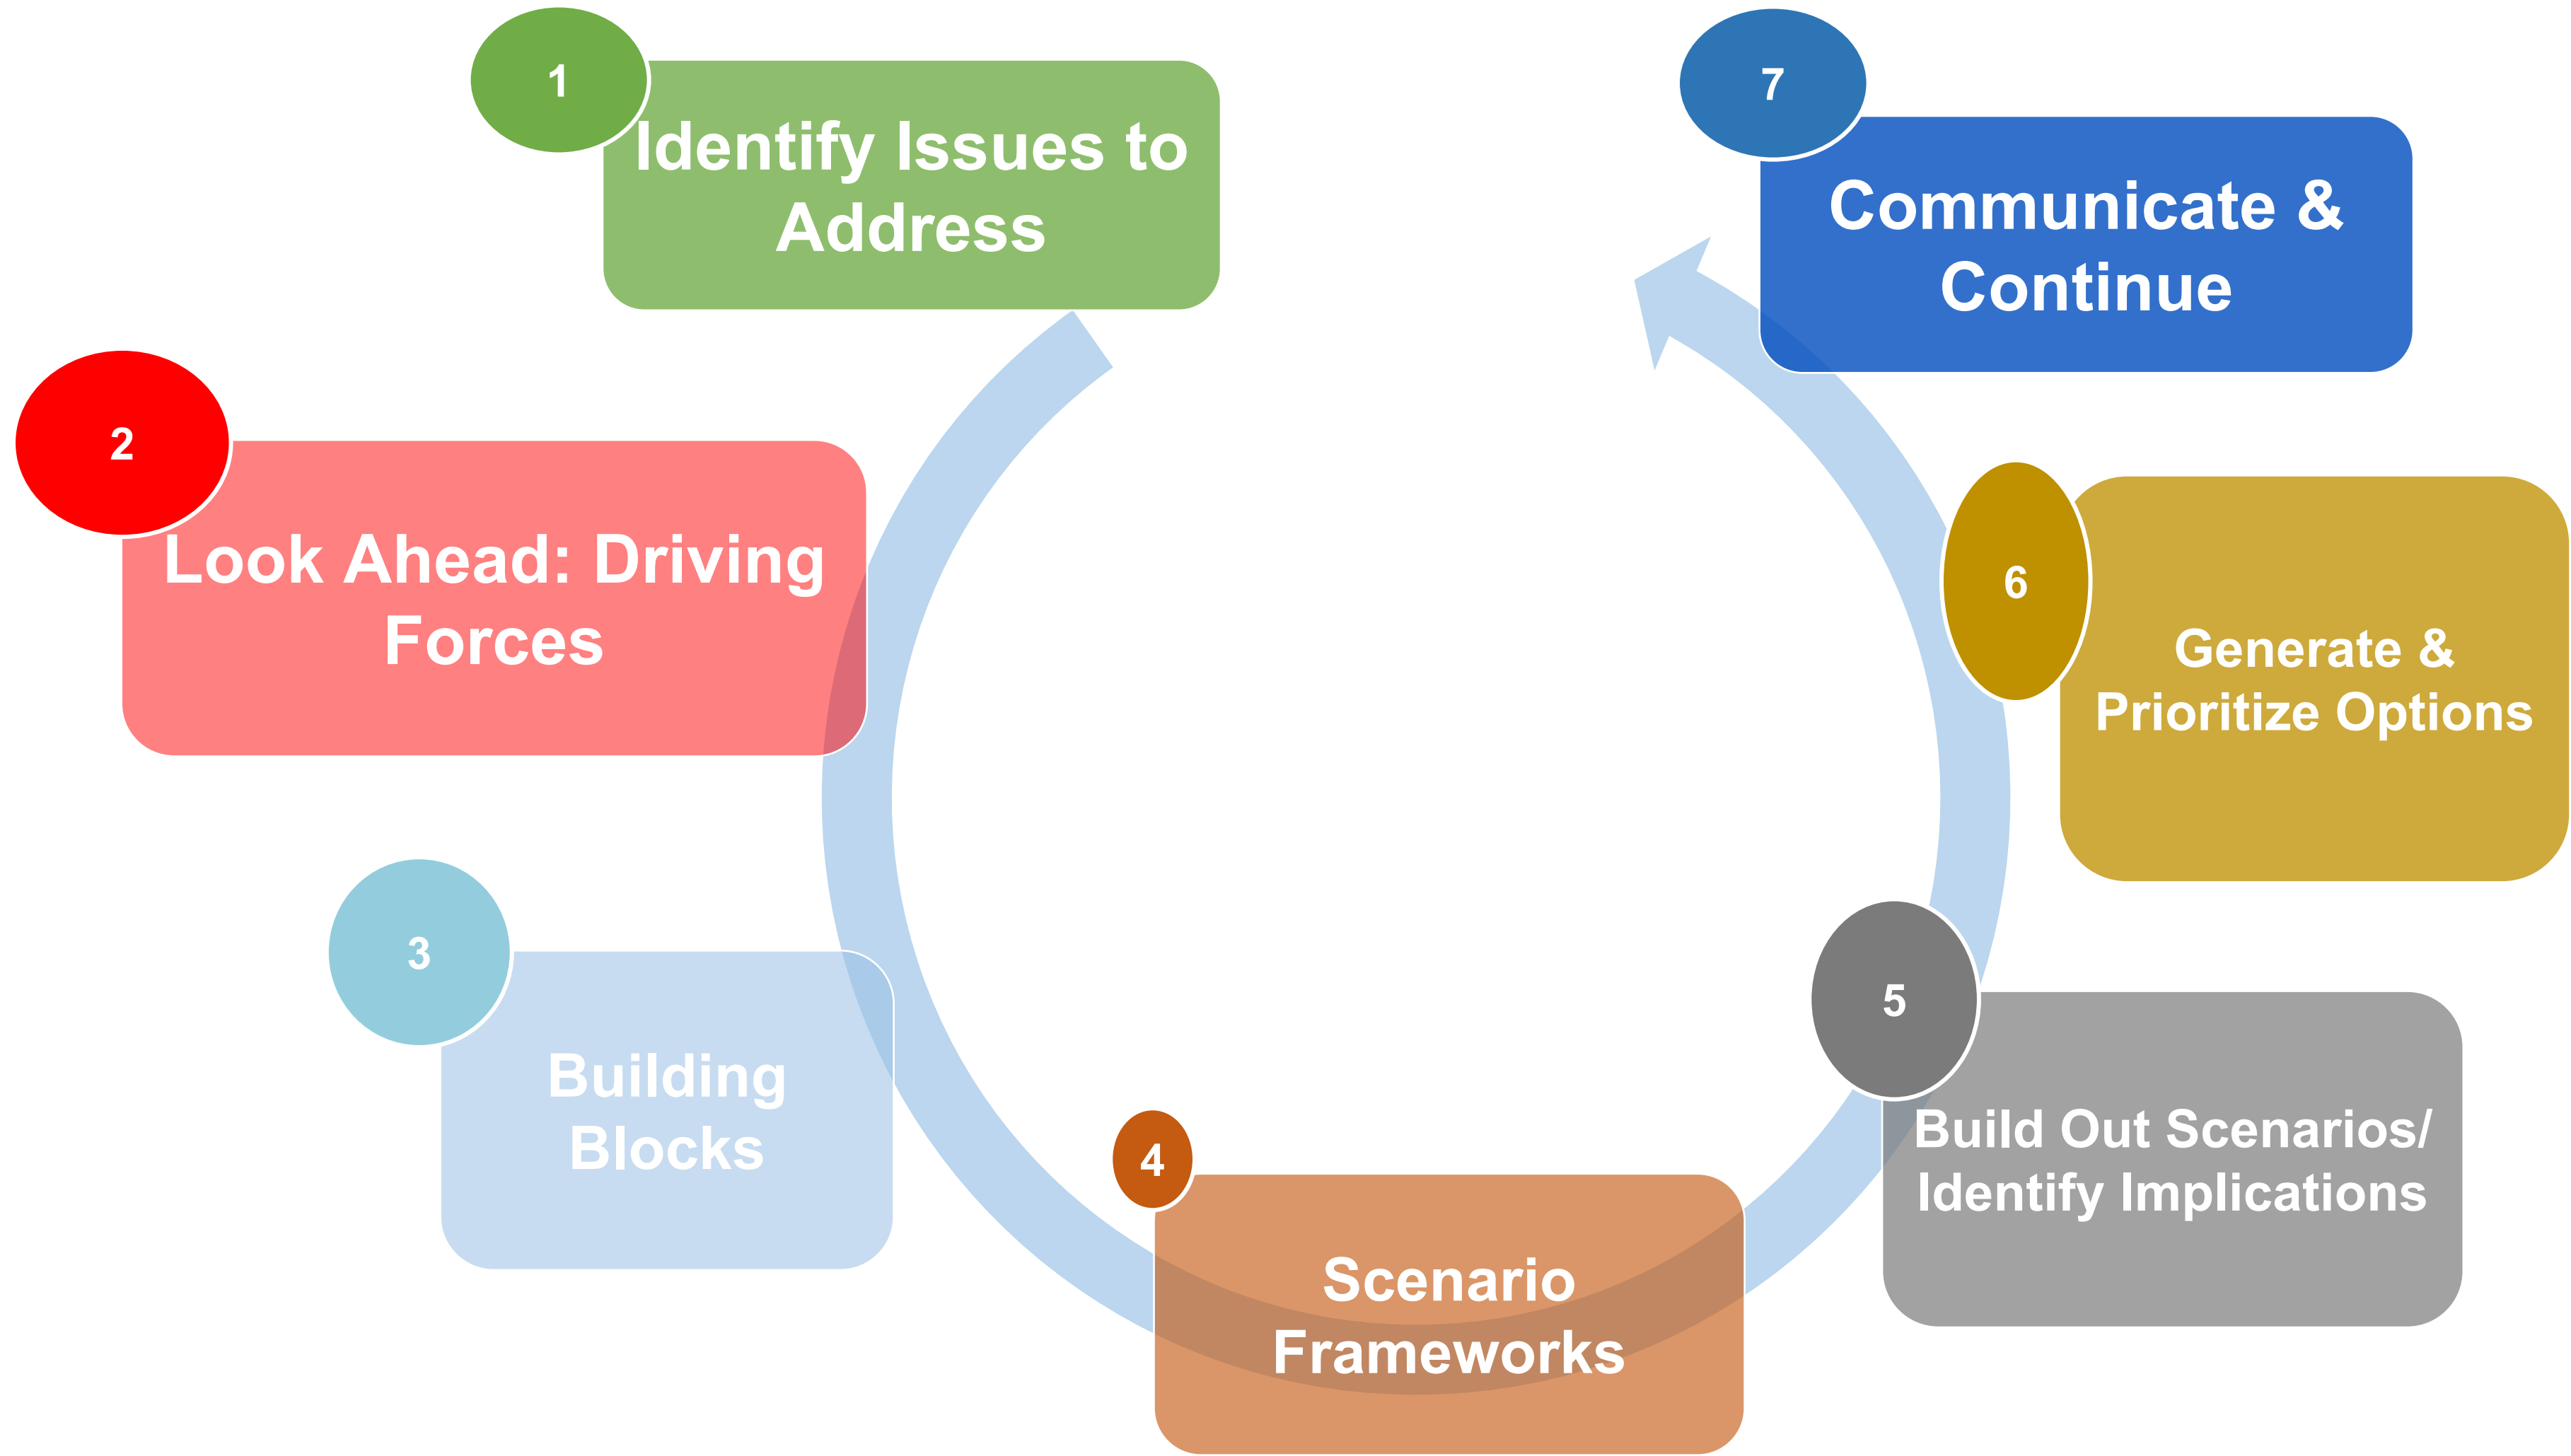 1
Identify Issues to
Address
2
Look Ahead: Driving
Forces
3
Building
Blocks
4
Scenario
Frameworks
5
Build Out Scenarios/
Identify Implications
6
Generate &
Prioritize Options
7
Communicate &
Continue